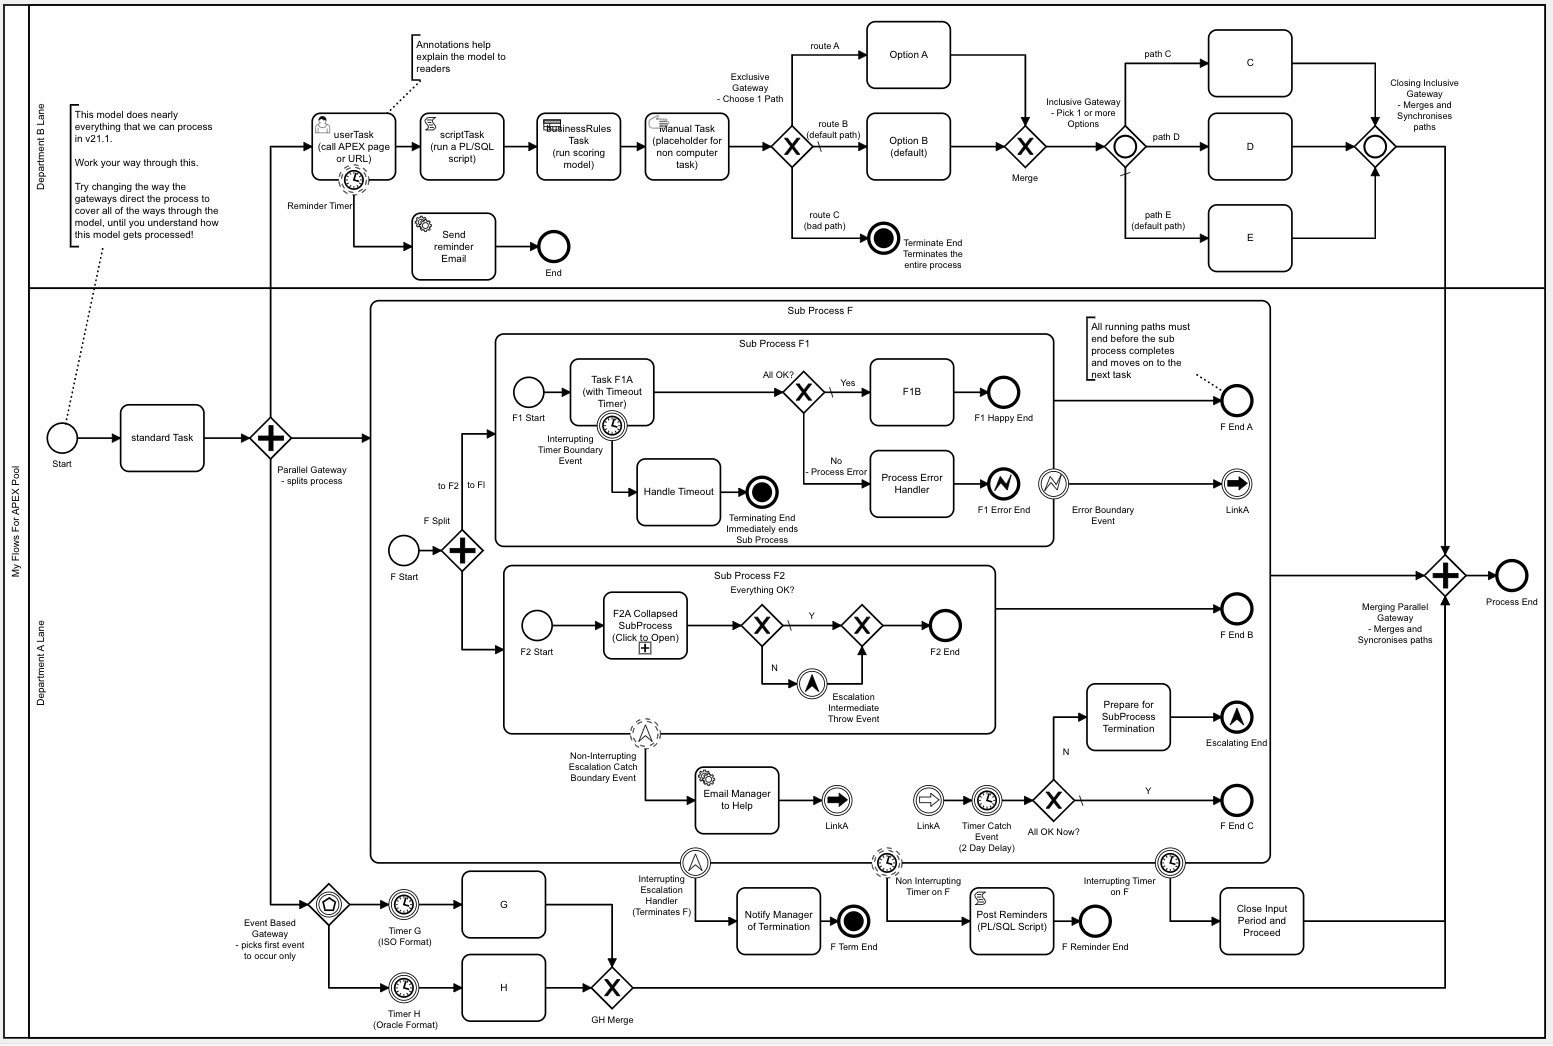 My Flows For APEX Pool
Department B Lane
This model does nearly
everything that we can process
in v21.1.
Work your way through this.
Try changing the way the
gateways direct the process to
cover all of the ways through the
model, until you understand how
this model gets processed!
Annotations help
explain the model to
readers
userTask
(call APEX page
or URL)
Reminder Timer
scriptTask
(run a PL/SQL
script)
BusinessRules
Task
(run scoring
model)
Manual Task
(placeholder for
non computer
task)
Send
reminder
Email
End
Exclusive
Gateway
- Choose 1 Path
route A
route B
(default path)
route C
(bad path)
Option A
Option B
(default)
Terminate End
Terminates the
entire process
Merge
Inclusive Gateway
- Pick 1 or more
Options
path C
path D
path E
(default path)
C
D
E
Closing Inclusive
Gateway
- Merges and
Synchronises
paths
Department A Lane
Start
standard Task
Parallel Gateway
- splits process
Sub Process F
F Start
F Split
to F2
to FI
Sub Process F1
F1 Start
Task F1A
(with Timeout
Timer)
Interrupting
Timer Boundary
Event
Handle Timeout
Terminating End
Immediately ends
Sub Process
All OK?
Yes
No
- Process Error
F1B
F1 Happy End
Process Error
Handler
F1 Error End
Error Boundary
Event
All running paths must
end before the sub
process completes
and moves on to the
next task
F End A
LinkA
Sub Process F2
F2 Start
F2A Collapsed
SubProcess
(Click to Open)
Everything OK?
Y
N
Escalation
Intermediate
Throw Event
F2 End
F End B
Non-Interrupting
Escalation Catch
Boundary Event
Email Manager
to Help
LinkA
LinkA
Timer Catch
Event
(2 Day Delay)
All OK Now?
N
Y
Prepare for
SubProcess
Termination
Escalating End
F End C
Merging Parallel
Gateway
- Merges and
Syncronises paths
Process End
Interrupting
Escalation
Handler
(Terminates F)
Notify Manager
of Termination
F Term End
Non Interrupting
Timer on F
Post Reminders
(PL/SQL Script)
F Reminder End
Interrupting Timer
on F
Close Input
Period and
Proceed
Event Based
Gateway
- picks first event
to occur only
Timer G
(ISO Format)
G
Timer H
(Oracle Format)
H
GH Merge